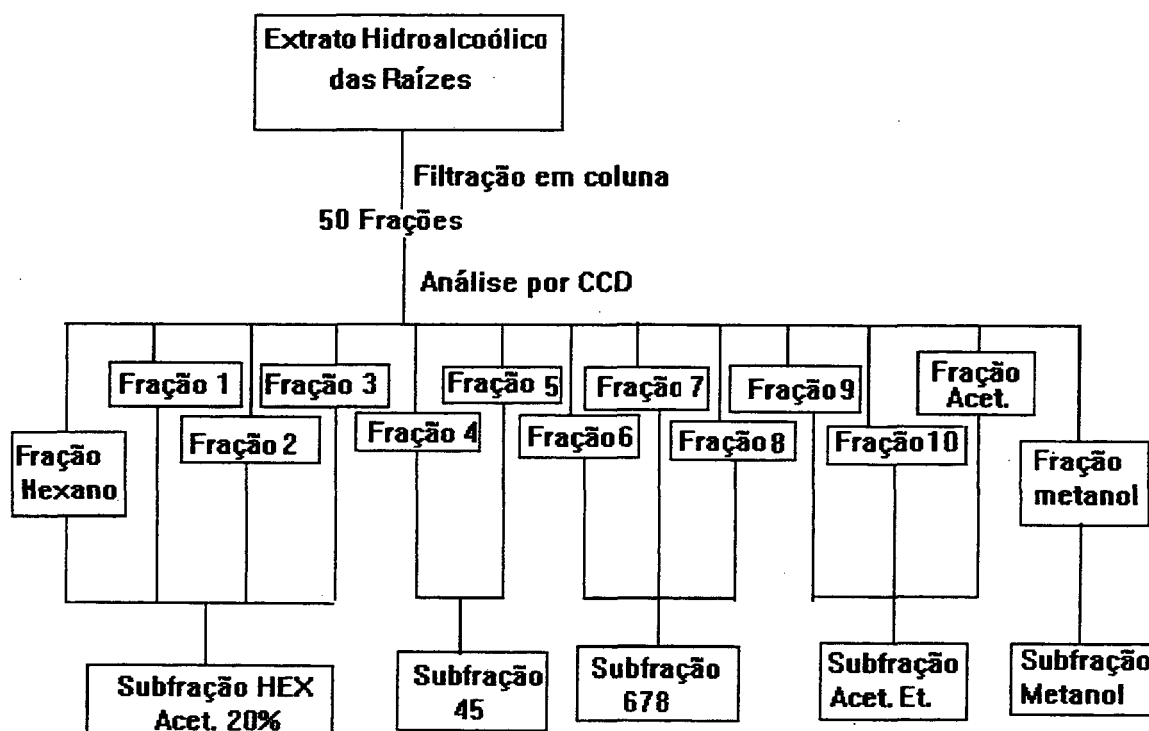 Extrato Hidroalcoólico
das Raízes
Filtração em coluna
50 Frações
Análise por CCD
Fração
Hexano
Fração 1
Fração 2
Fração 3
Fração 4
Fração 5
Fração 6
Fração 7
Fração 8
Fração 9
Fração 10
Fração
Acet.
Fração
metanol
Subfração HEX
Acet. 20%
Subfração
45
Subfração
678
Subfração
Acet. Et.
Subfração
Metanol